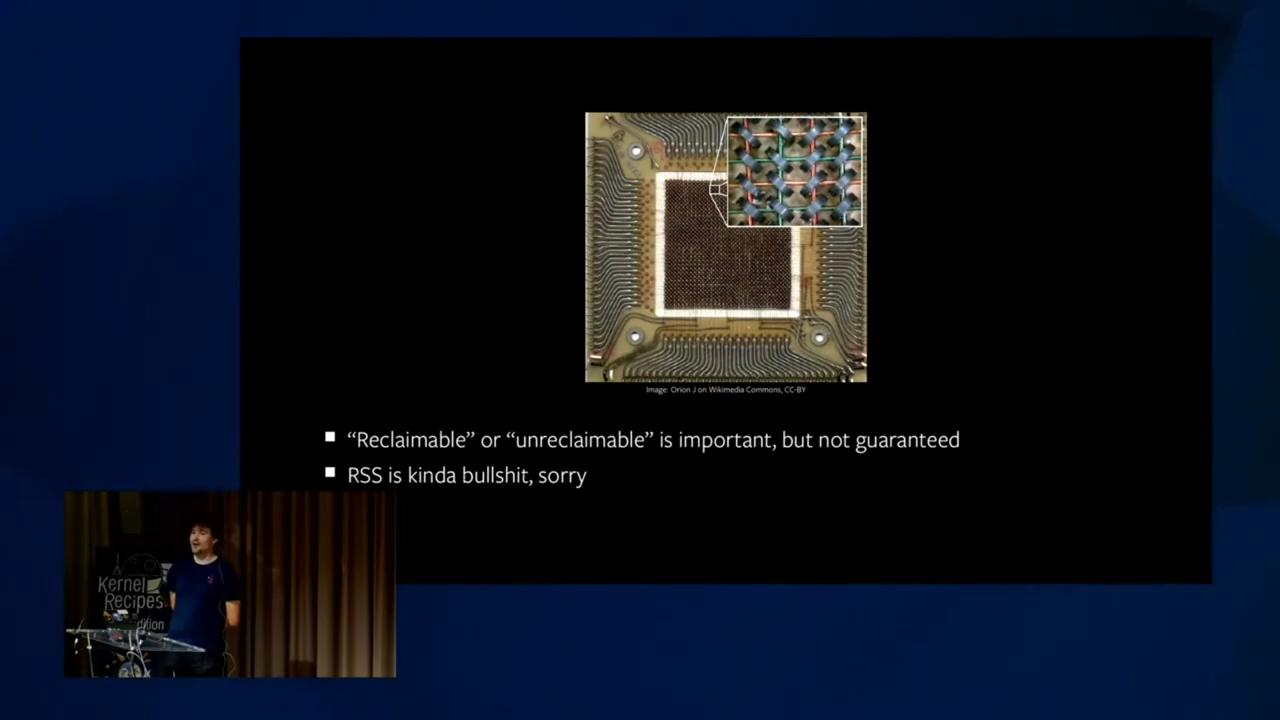 Image: Orion J on Wikimedia Commons, CC-BY
“Reclaimable” or “unreclaimable” is important, but not guaranteed
RSS is kinda bullshit, sorry
Kernel
Recipes
dition